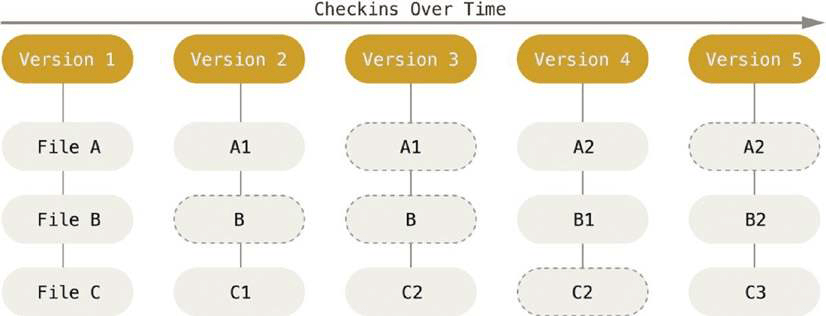 Checkins Over Time
Version 1 Version 2 Version 3 Version 4 Version 5
File A A1 A1 A2 A2
File B B B B1 B2
File C C1 C2 C2 C3